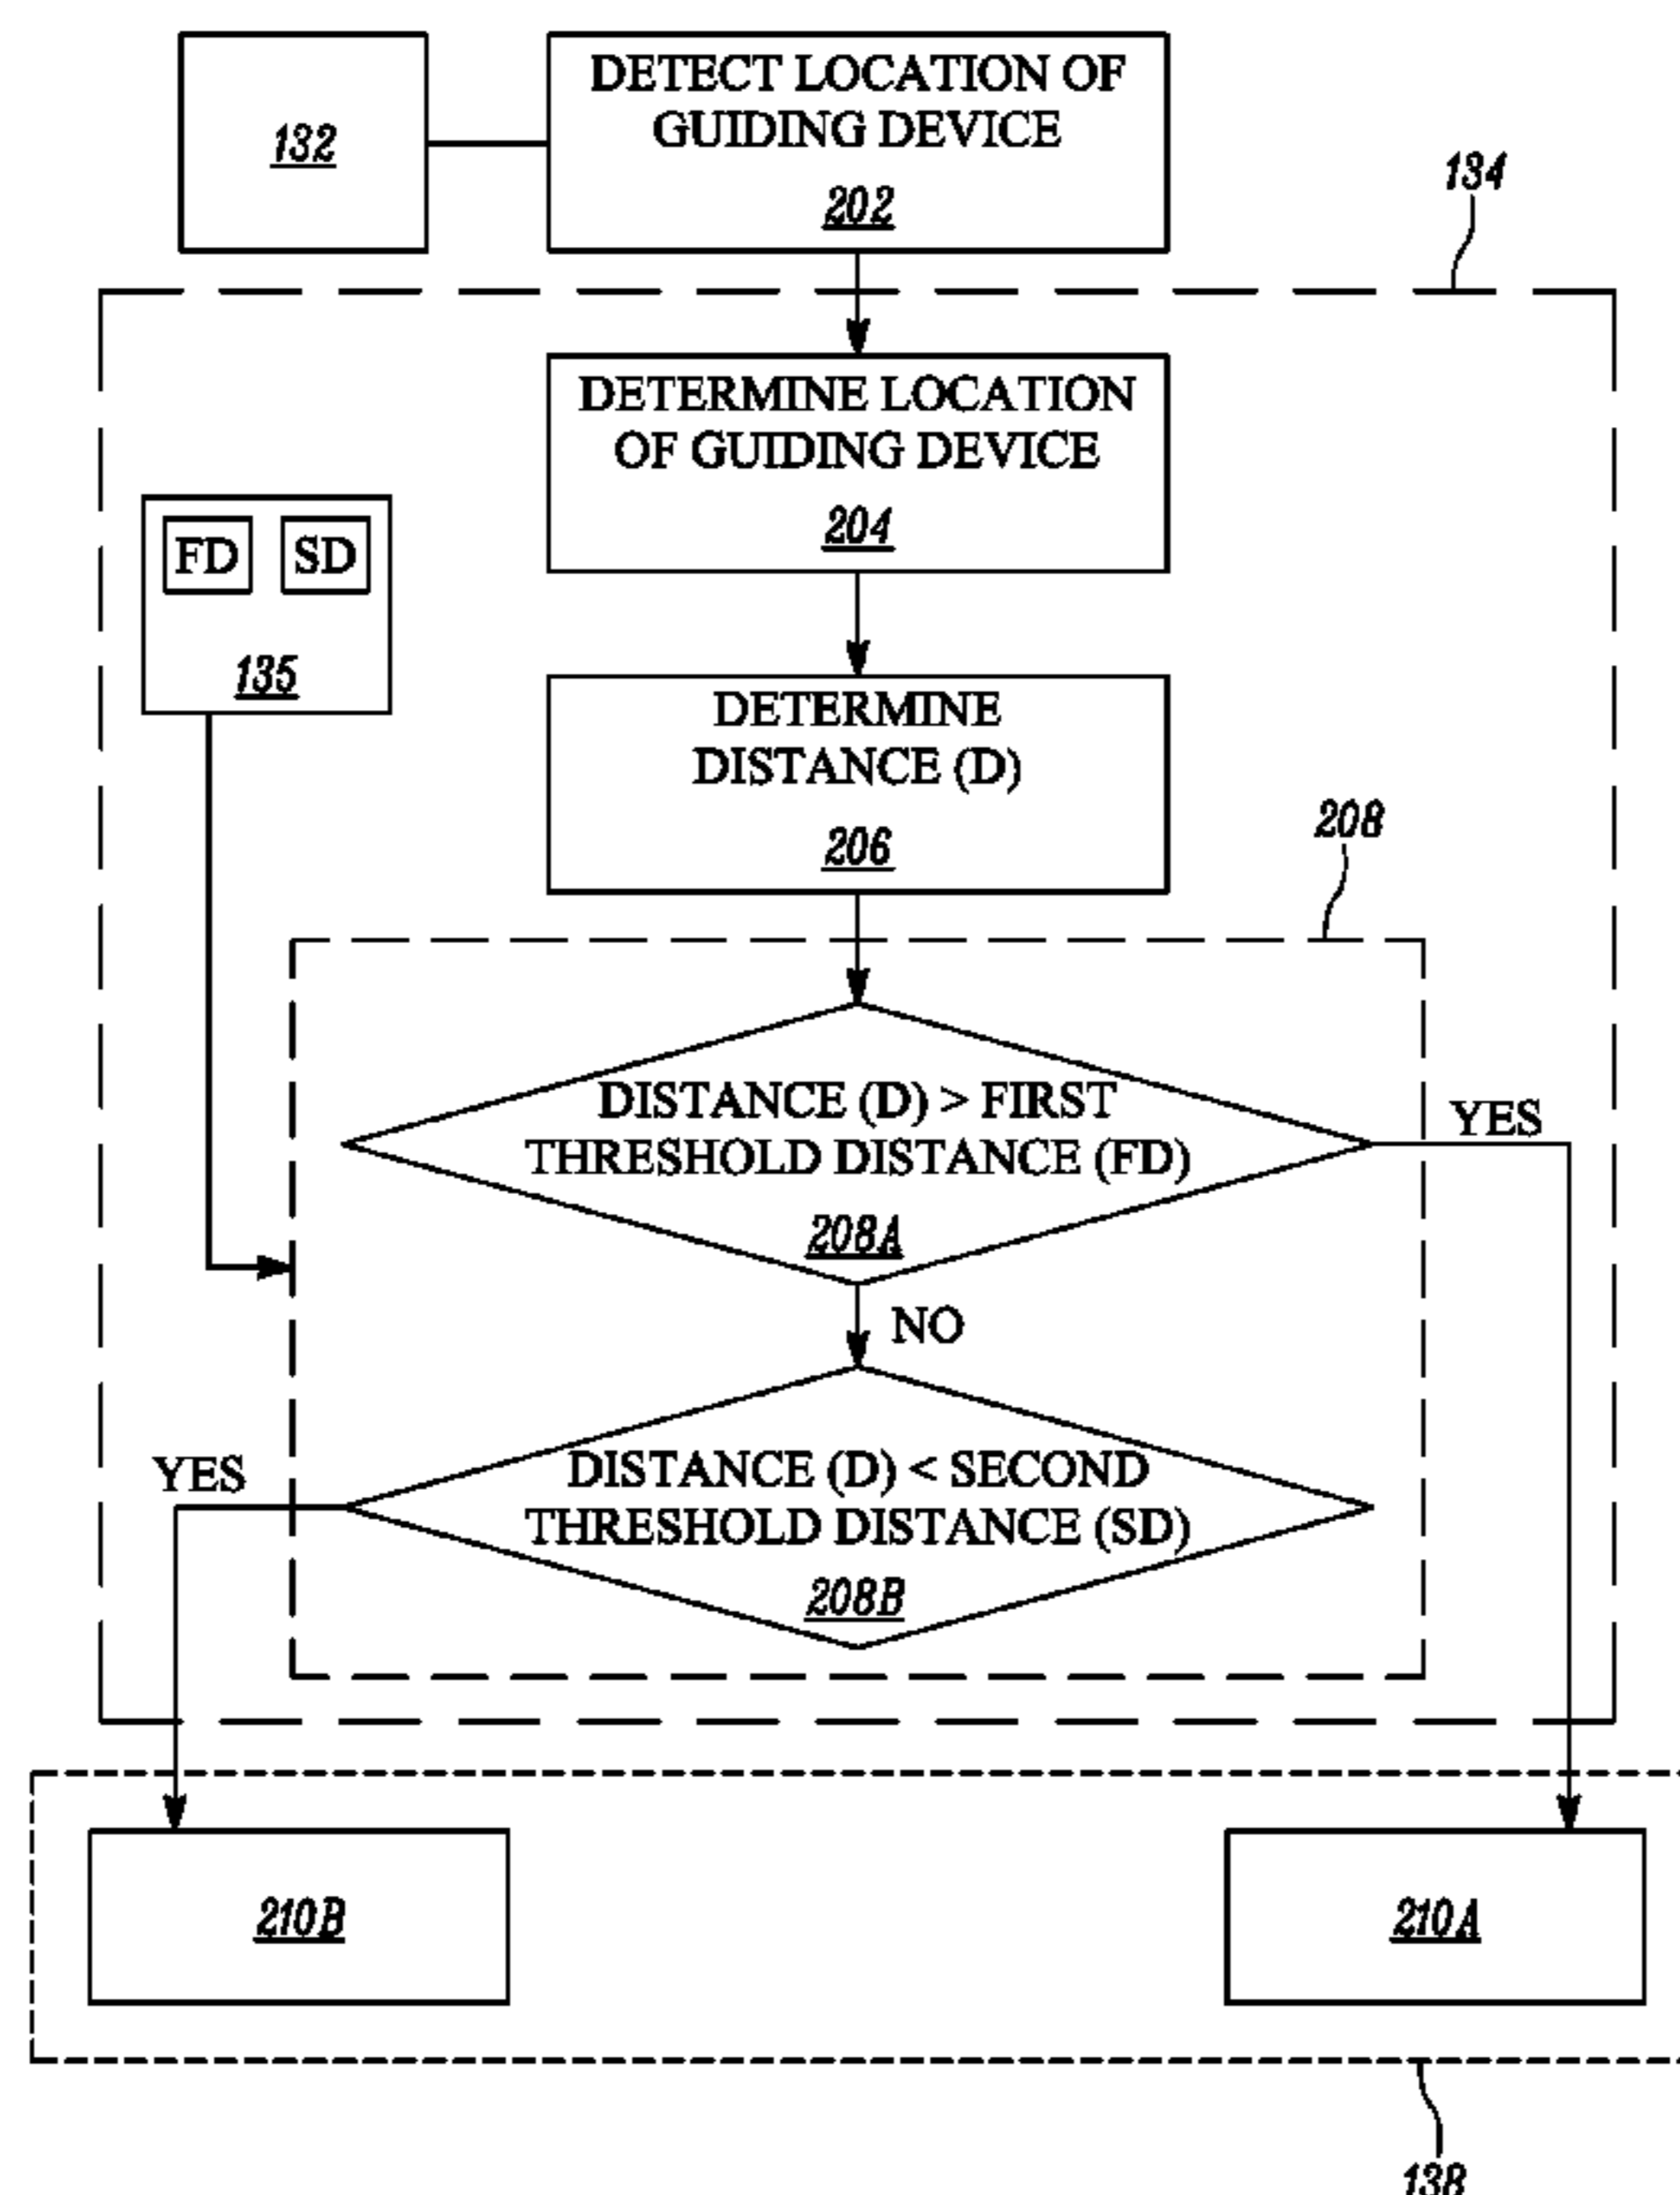 132
DETECT LOCATION OF
GUIDING DEVICE
202
134
DETERMINE LOCATION
OF GUIDING DEVICE
204
FD SD
135
DETERMINE
DISTANCE (D)
206
208
DISTANCE (D) > FIRST
THRESHOLD DISTANCE (FD)
208A
YES
NO
DISTANCE (D) < SECOND
THRESHOLD DISTANCE (SD)
208B
YES
210B
210A
138